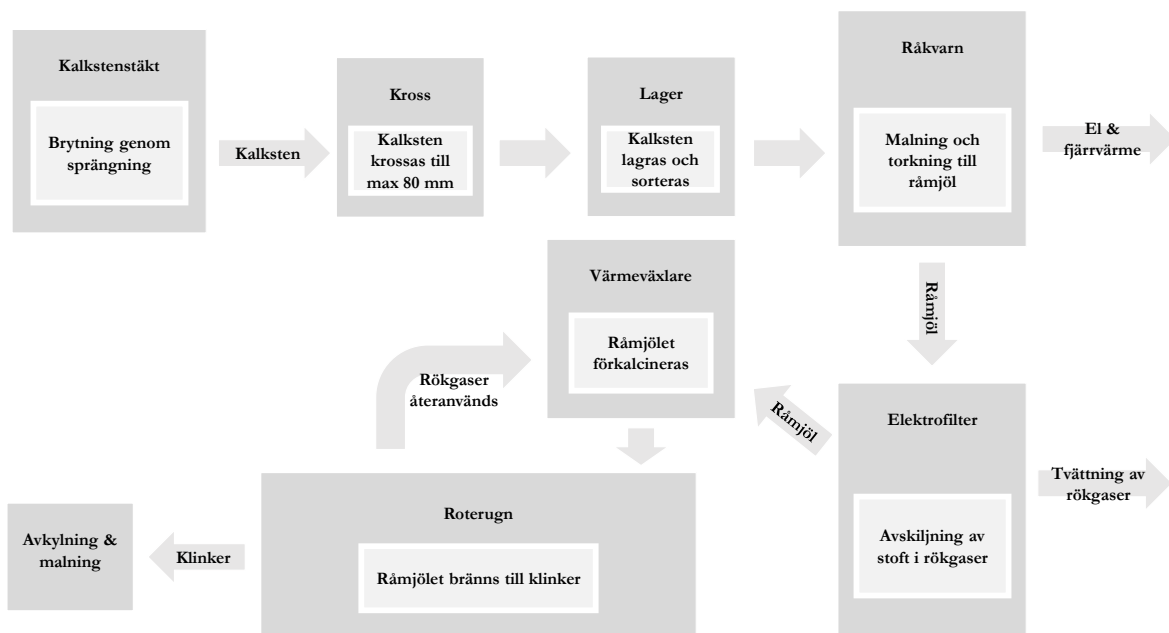 Kalkstenstäkt
Brytning genom
sprängning
Kalksten
Kross
Kalksten
krossas till
max 80 mm
Lager
Kalksten
lagras och
sorteras
Råkvarn
Malning och
torkning till
råmjöl
El &
fjärrvärme
Råmjöl
Värmeväxlare
Råmjölet
förkalcineras
Rökgaser
återanvänds
Råmjöl
Elektrofilter
Avskiljning av
stoft i rökgaser
Tvättning av
rökgaser
Roterugn
Råmjölet bränns till klinker
Klinker
Avkylning &
malning